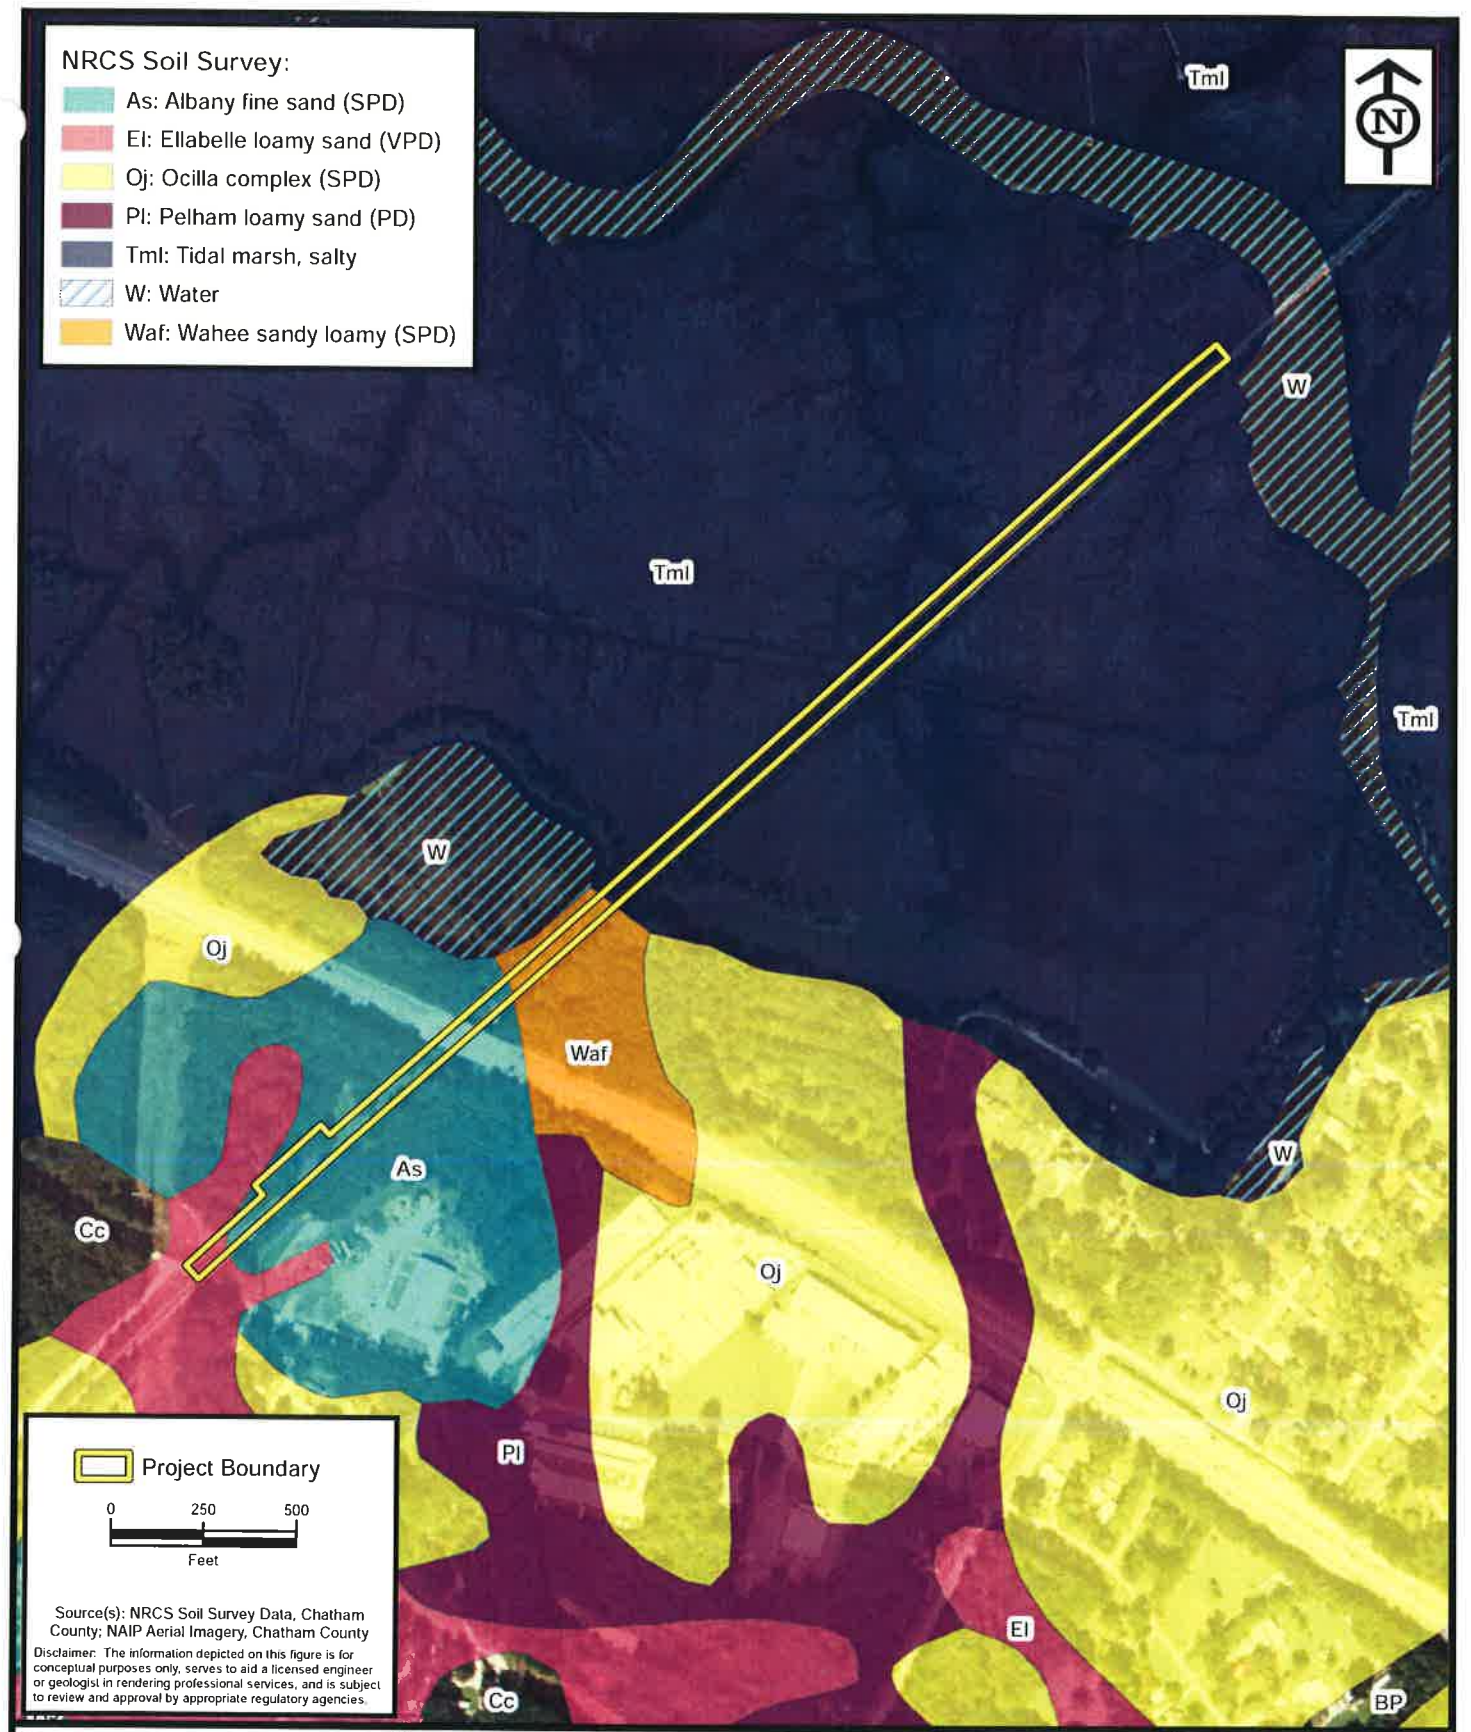 NRCS Soil Survey:
As: Albany fine sand (SPD)
El: Ellabelle loamy sand (VPD)
Oj: Ocilla complex (SPD)
Pl: Pelham loamy sand (PD)
Tml: Tidal marsh, salty
W: Water
Waf: Wahee sandy loamy (SPD)
Tml
N
W
Tml
Tml
W
Oj
Waf
As
W
Cc
Oj
Oj
Pl
El
Cc
BP
Project Boundary
0 250 500
Feet
Source(s): NRCS Soil Survey Data, Chatham
County; NAIP Aerial Imagery, Chatham County
Disclaimer: The information depicted on this figure is for
conceptual purposes only, serves to aid a licensed engineer
or geologist in rendering professional services, and is subject
to review and approval by appropriate regulatory agencies.